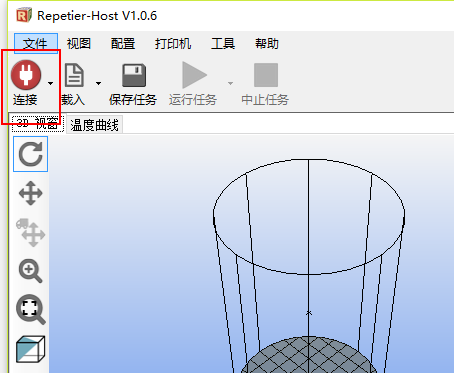 Repetier-Host V1.0.6
文件 视图 配置 打印机 工具 帮助
连接 载入 保存任务 运行任务 中止任务
3D 视窗 温度曲线